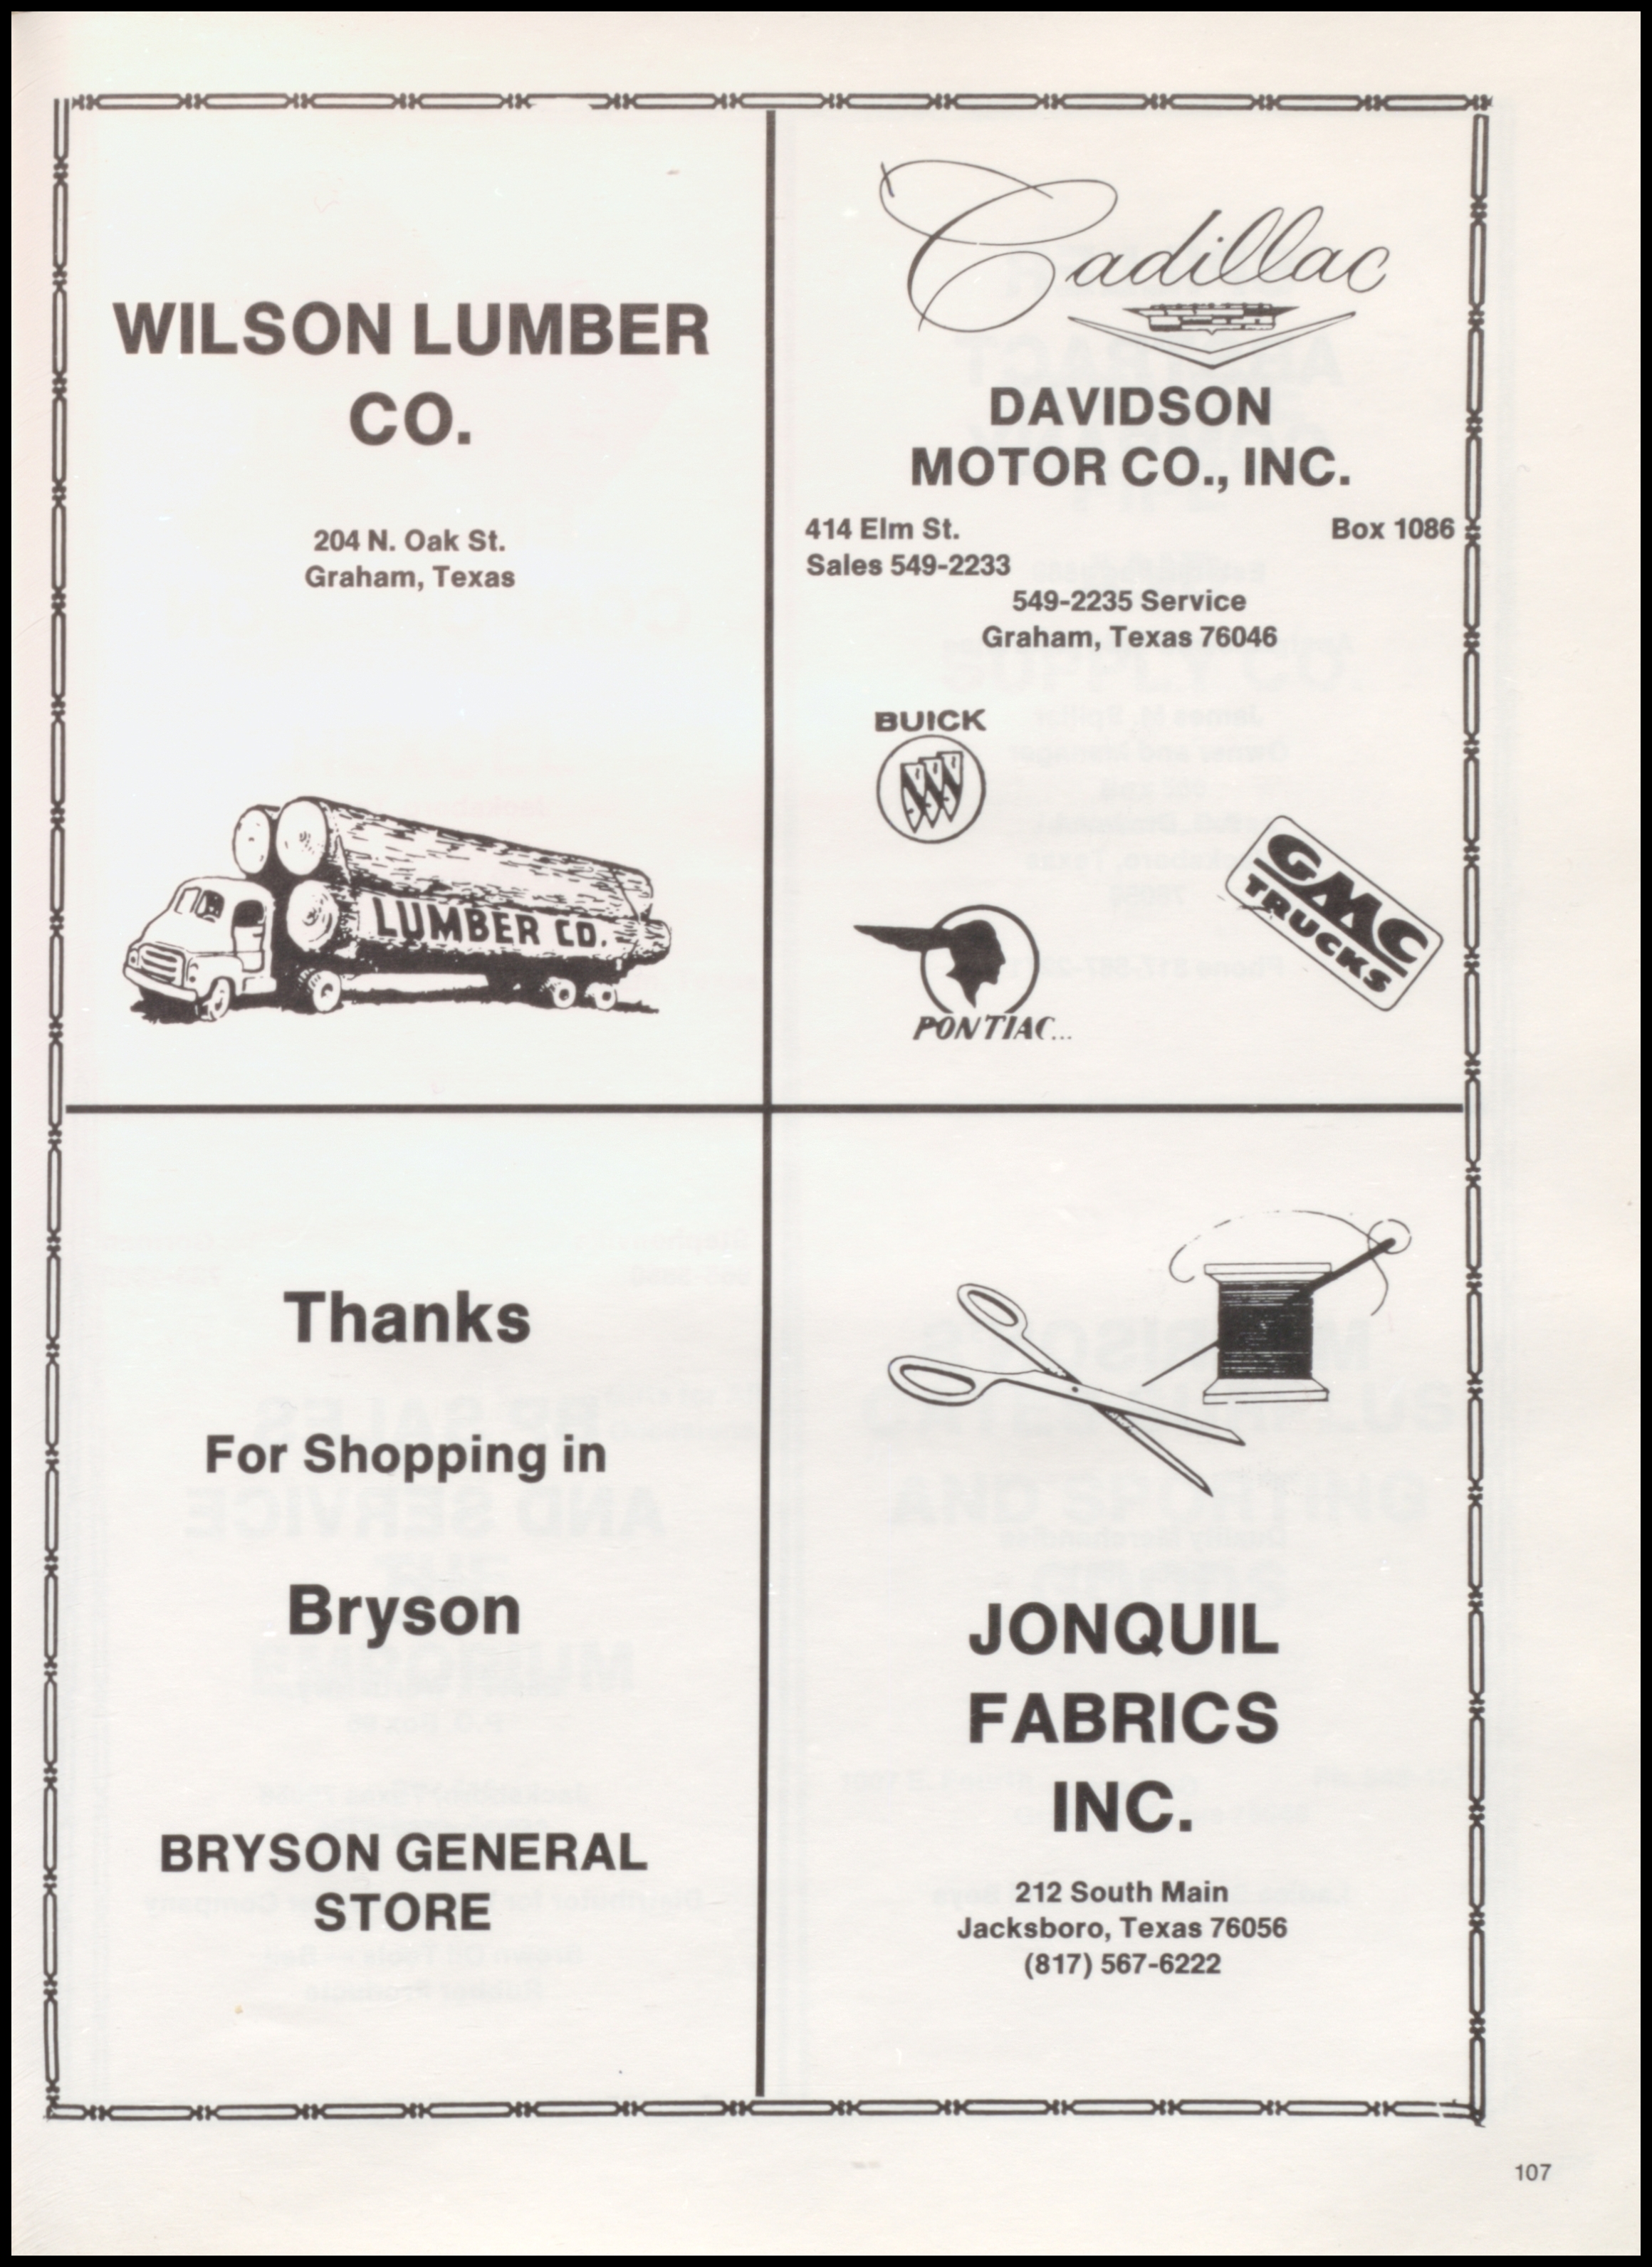 WILSON LUMBER
CO.
204 N. Oak St.
Graham, Texas
LUMBER CO.
Cadillac
DAVIDSON
MOTOR CO., INC.
414 Elm St. Box 1086
Sales 549-2233
549-2235 Service
Graham, Texas 76046
BUICK
GMC
TRUCKS
PONTIAC...
Thanks
For Shopping in
Bryson
BRYSON GENERAL
STORE
JONQUIL
FABRICS
INC.
212 South Main
Jacksboro, Texas 76056
(817) 567-6222
107